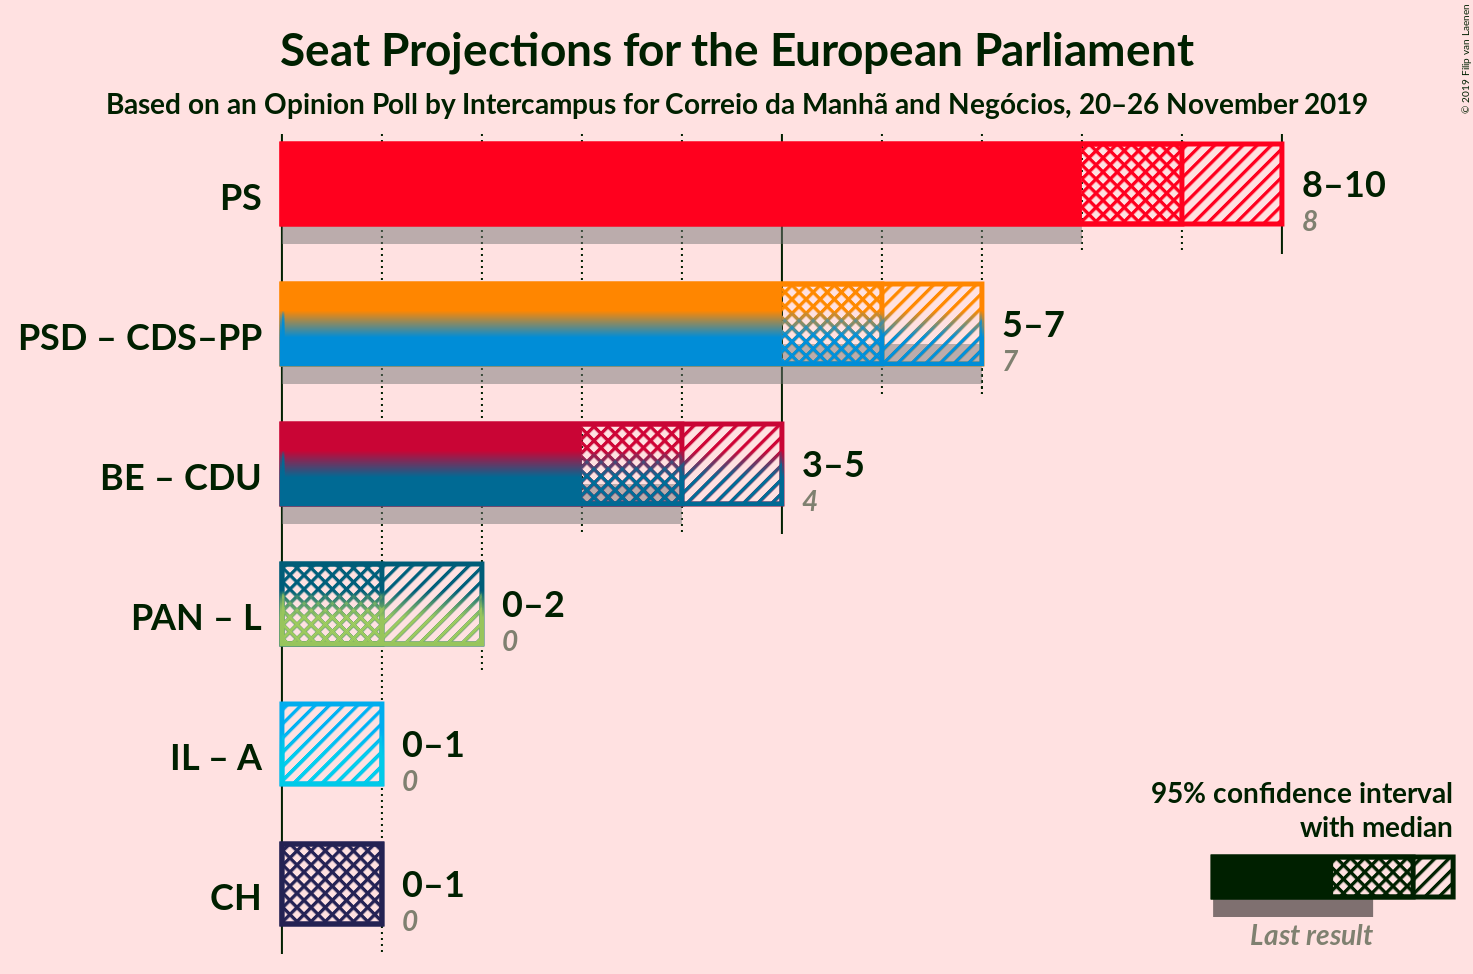 Seat Projections for the European Parliament
Based on an Opinion Poll by Intercampus for Correio da Manhã and Negócios, 20–26 November 2019
© 2019 Filip van Laenen
PS
8–10
8
PSD – CDS–PP
5–7
7
BE – CDU
3–5
4
PAN – L
0–2
0
IL – A
0–1
0
CH
0–1
0
95% confidence interval
with median
Last result